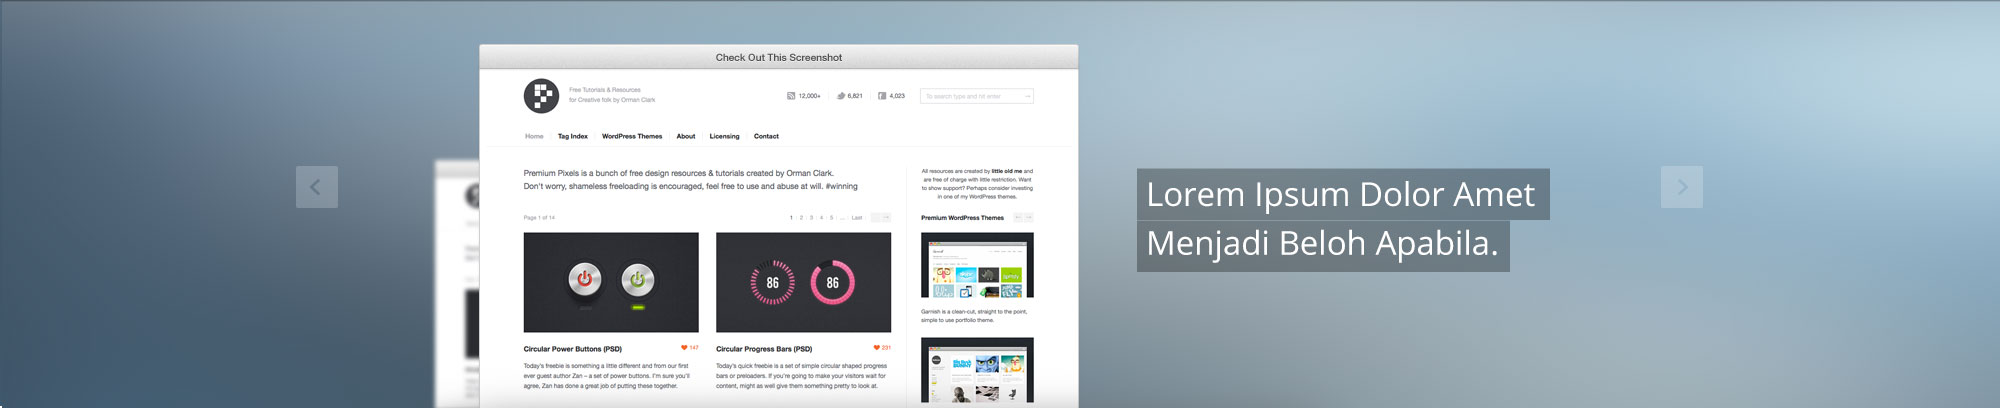 Check Out This Screenshot
Free Tutorials & Resources
for Creative folk by Orman Clark
12,000+
6,821
4,023
To search type and hit enter
Home
Tag Index
WordPress Themes
About
Licensing
Contact
Premium Pixels is a bunch of free design resources & tutorials created by Orman Clark.
Don't worry, shameless freeloading is encouraged, feel free to use and abuse at will. #winning
All resources are created by little old me and
are free of charge with little restriction. Want
to show support? Perhaps consider investing
in one of my WordPress themes.
Page 1 of 14
1 2 3 4 5 ... Last
Premium WordPress Themes
86
86
Circular Power Buttons (PSD)
147
Today's freebie is something a little different and from our first
ever guest author Zan – a set of power buttons. I'm sure you'll
agree, Zan has done a great job of putting these together.
Circular Progress Bars (PSD)
231
Today's quick freebie is a set of simple circular shaped progress
bars or preloaders. If you're going to make your visitors wait for
content, might as well give them something pretty to look at.
Garnish is a clean-cut, straight to the point,
simple to use portfolio theme.
Lorem Ipsum Dolor Amet
Menjadi Beloh Apabila.